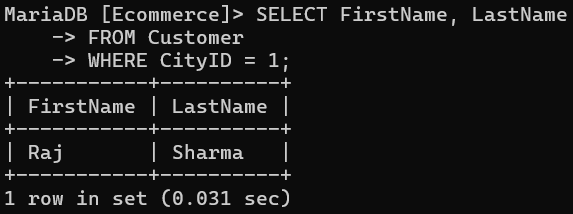 MariaDB [Ecommerce]> SELECT FirstName, LastName
    -> FROM Customer
    -> WHERE CityID = 1;
+-----------+----------+
| FirstName | LastName |
+-----------+----------+
| Raj       | Sharma   |
+-----------+----------+
1 row in set (0.031 sec)